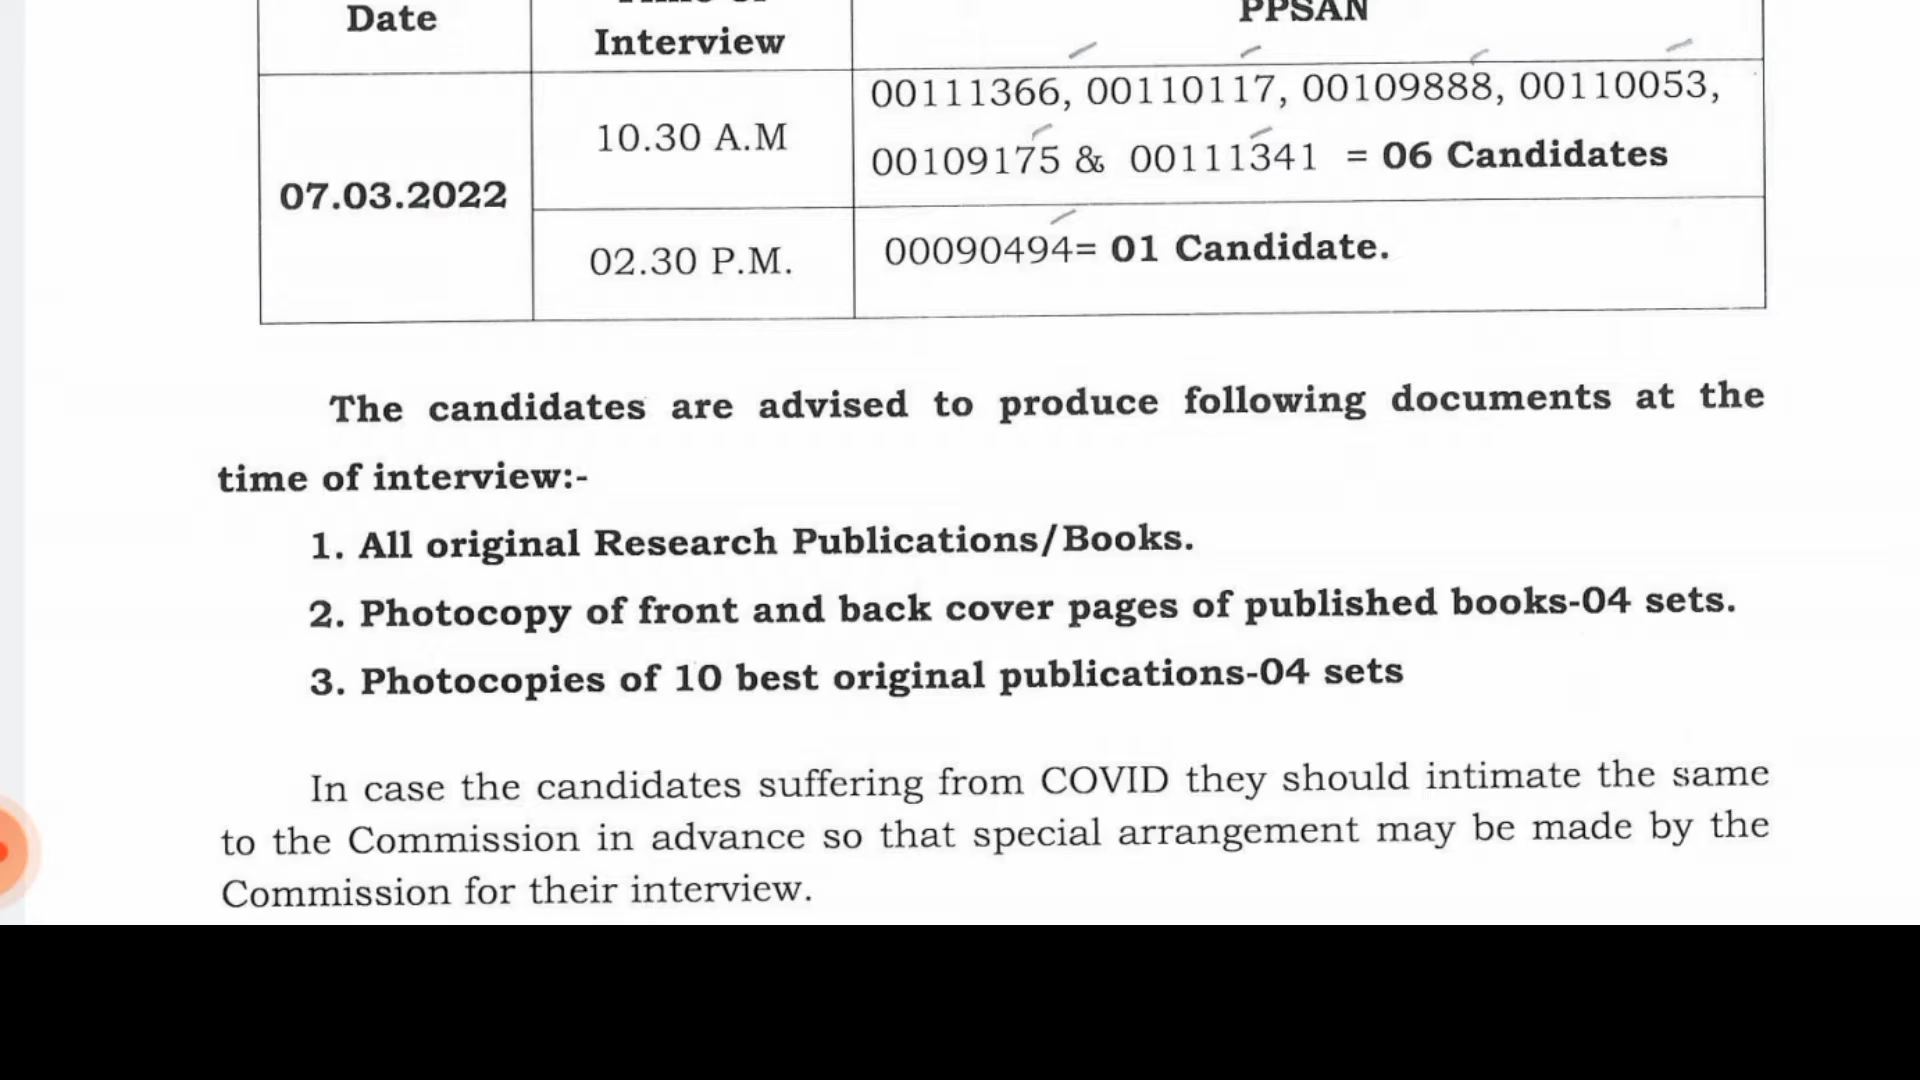 Date
Interview
PPSAN
07.03.2022
10.30 A.M
00111366, 00110117, 00109888, 00110053,
00109175 & 00111341 = 06 Candidates
02.30 P.M.
00090494= 01 Candidate.
The candidates are advised to produce following documents at the
time of interview:-
1. All original Research Publications/Books.
2. Photocopy of front and back cover pages of published books-04 sets.
3. Photocopies of 10 best original publications-04 sets
In case the candidates suffering from COVID they should intimate the same
to the Commission in advance so that special arrangement may be made by the
Commission for their interview.